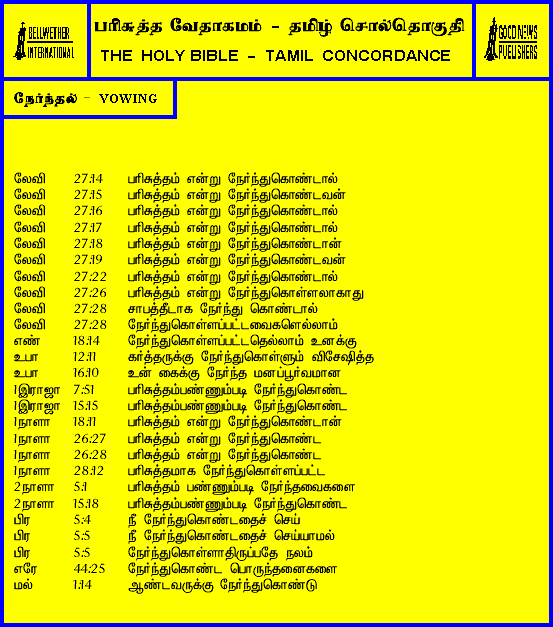 BELLWETHER
INTERNATIONAL
பரிசுத்த வேதாகமம் - தமிழ் சொல்தொகுதி
THE HOLY BIBLE - TAMIL CONCORDANCE
GOOD NEWS
PUBLISHERS
நேர்ந்தல் - VOWING
லேவி 27:14 பரிசுத்தம் என்று நேர்ந்துகொண்டால்
லேவி 27:15 பரிசுத்தம் என்று நேர்ந்துகொண்டவன்
லேவி 27:16 பரிசுத்தம் என்று நேர்ந்துகொண்டால்
லேவி 27:17 பரிசுத்தம் என்று நேர்ந்துகொண்டால்
லேவி 27:18 பரிசுத்தம் என்று நேர்ந்துகொண்டான்
லேவி 27:19 பரிசுத்தம் என்று நேர்ந்துகொண்டவன்
லேவி 27:22 பரிசுத்தம் என்று நேர்ந்துகொண்டால்
லேவி 27:26 பரிசுத்தம் என்று நேர்ந்துகொள்ளலாகாது
லேவி 27:28 சாபத்தீடாக நேர்ந்து கொண்டால்
லேவி 27:28 நேர்ந்துகொள்ளப்பட்டவைகளெல்லாம்
எண் 18:14 நேர்ந்துகொள்ளப்பட்டதெல்லாம் உனக்கு
உபா 12:11 கர்த்தருக்கு நேர்ந்துகொள்ளும் விசேஷித்த
உபா 16:10 உன் கைக்கு நேர்ந்த மனப்பூர்வமான
1இராஜா 7:51 பரிசுத்தம்பண்ணும்படி நேர்ந்துகொண்ட
1இராஜா 15:15 பரிசுத்தம்பண்ணும்படி நேர்ந்துகொண்ட
1நாளா 18:11 பரிசுத்தம் என்று நேர்ந்துகொண்டான்
1நாளா 26:27 பரிசுத்தம் என்று நேர்ந்துகொண்ட
1நாளா 26:28 பரிசுத்தம் என்று நேர்ந்துகொண்ட
1நாளா 28:12 பரிசுத்தமாக நேர்ந்துகொள்ளப்பட்ட
2நாளா 5:1 பரிசுத்தம் பண்ணும்படி நேர்ந்தவைகளை
2நாளா 15:18 பரிசுத்தம்பண்ணும்படி நேர்ந்துகொண்ட
பிர 5:4 நீ நேர்ந்துகொண்டதைச் செய்
பிர 5:5 நீ நேர்ந்துகொண்டதைச் செய்யாமல்
பிர 5:5 நேர்ந்துகொள்ளாதிருப்பதே நலம்
எரே 44:25 நேர்ந்துகொண்ட பொருந்தனைகளை
மல் 1:14 ஆண்டவருக்கு நேர்ந்துகொண்டு